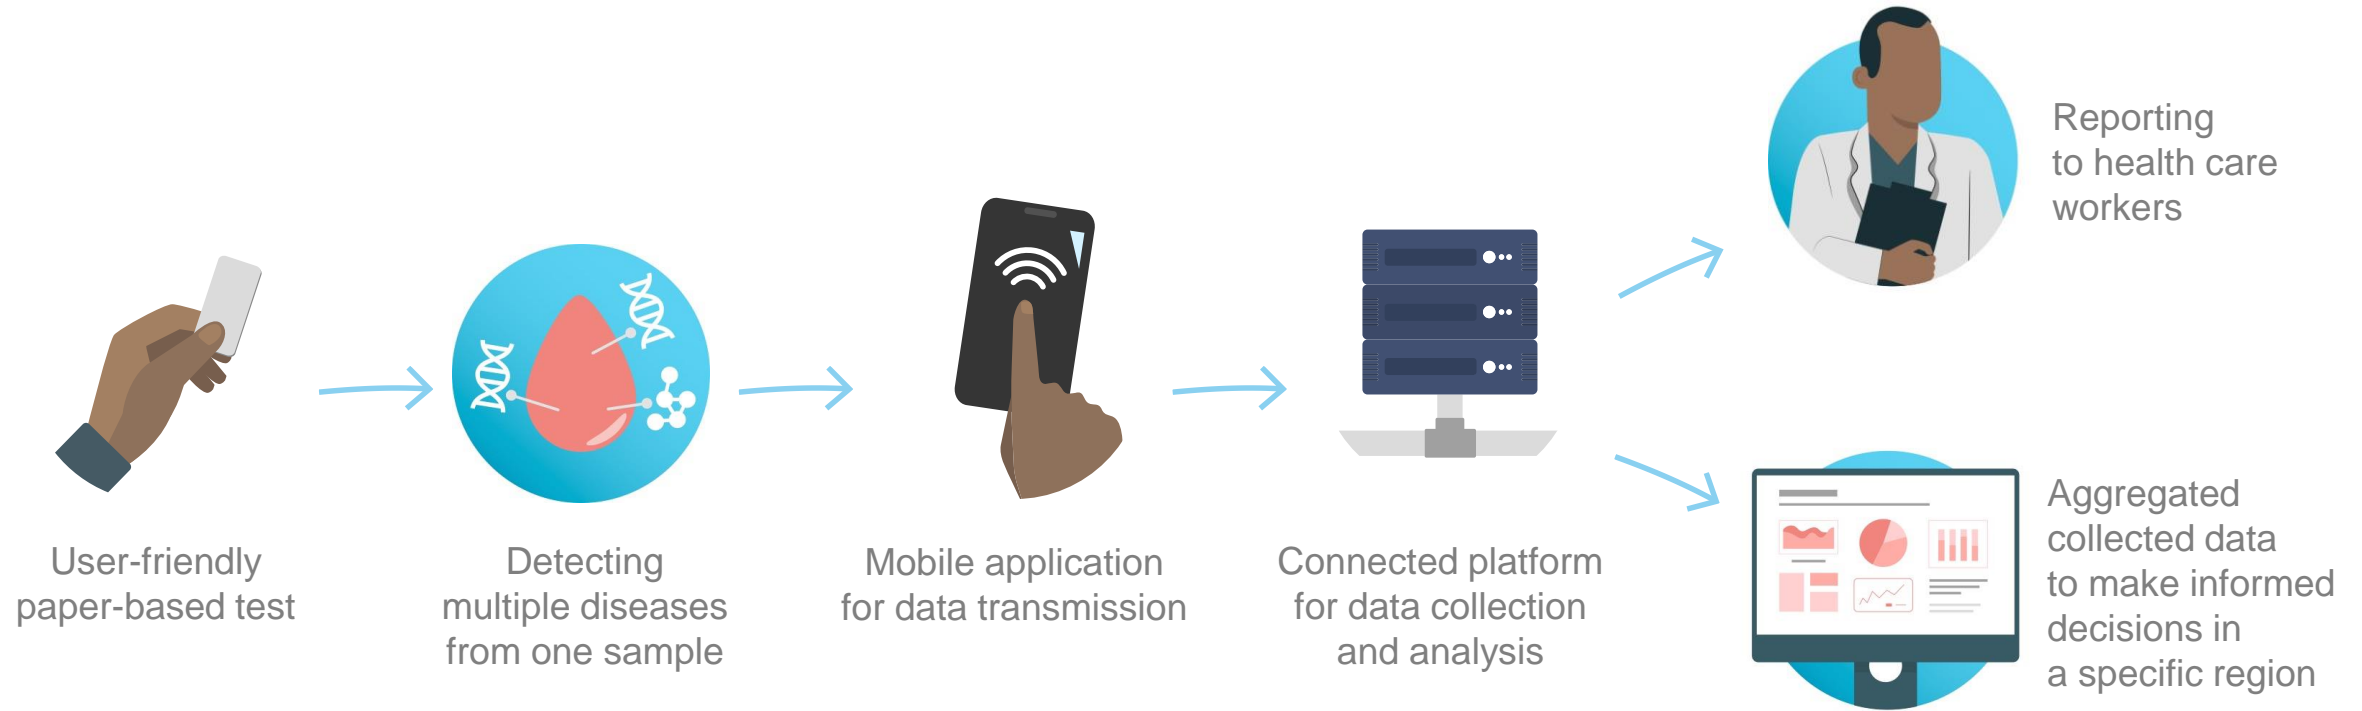 User-friendly
paper-based test
Detecting
multiple diseases
from one sample
Mobile application
for data transmission
Connected platform
for data collection
and analysis
Reporting
to health care
workers
Aggregated
collected data
to make informed
decisions in
a specific region